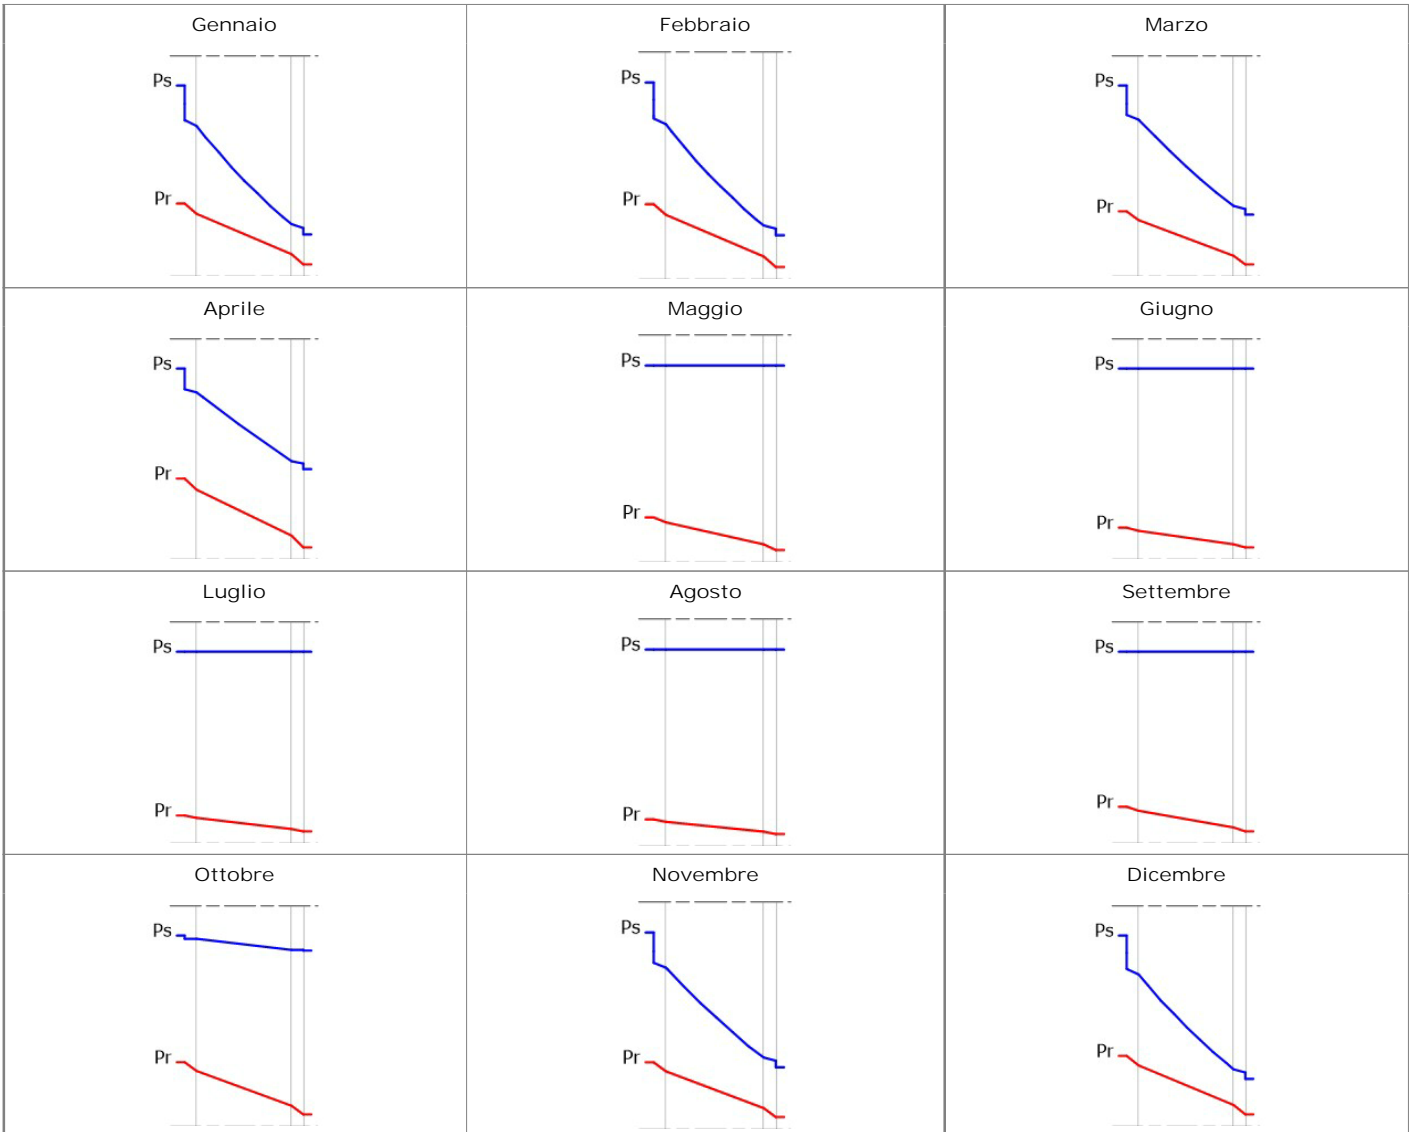 Gennaio
Febbraio
Marzo
Ps
Ps
Ps
Pr
Pr
Pr
Aprile
Maggio
Giugno
Ps
Ps
Ps
Pr
Pr
Pr
Luglio
Agosto
Settembre
Ps
Ps
Ps
Pr
Pr
Pr
Ottobre
Novembre
Dicembre
Ps
Ps
Ps
Pr
Pr
Pr